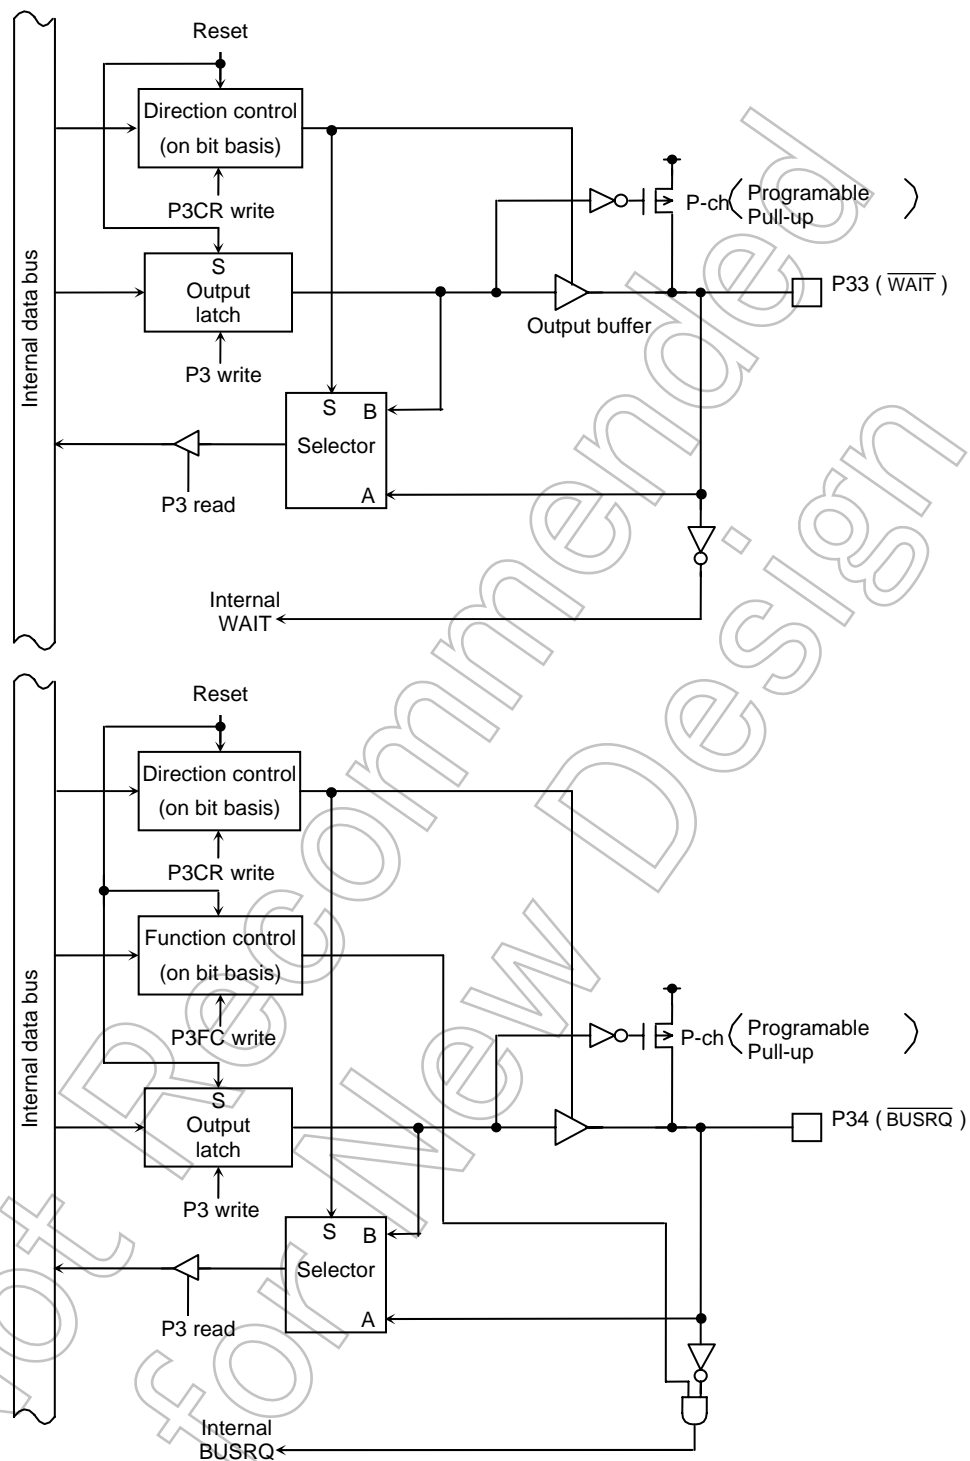 Reset
Direction control
(on bit basis)
P3CR write
S
Output
latch
P3 write
Internal data bus
P-ch
( Programable
Pull-up )
P33 ( WAIT )
Output buffer
S
B
Selector
A
P3 read
Internal
WAIT
Reset
Direction control
(on bit basis)
P3CR write
Function control
(on bit basis)
P3FC write
S
Output
latch
P3 write
Internal data bus
P-ch
( Programable
Pull-up )
P34 ( BUSRQ )
S
B
Selector
A
P3 read
Internal
BUSRQ
Not Recommended
for New Design